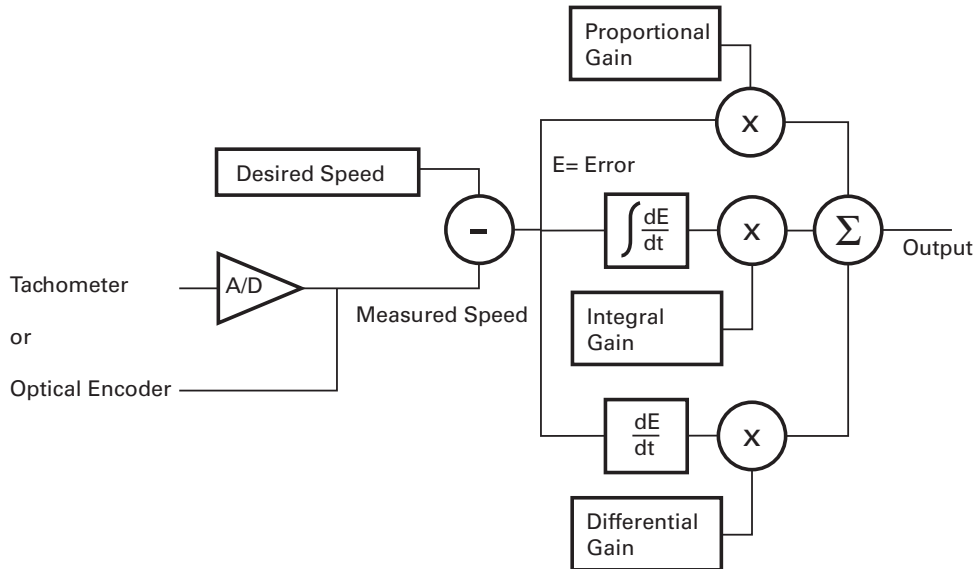 Proportional
Gain
x
Desired Speed
E= Error
–
∫ dE
dt
x
Σ
Output
Tachometer
A/D
Measured Speed
or
Integral
Gain
Optical Encoder
dE
dt
x
Differential
Gain